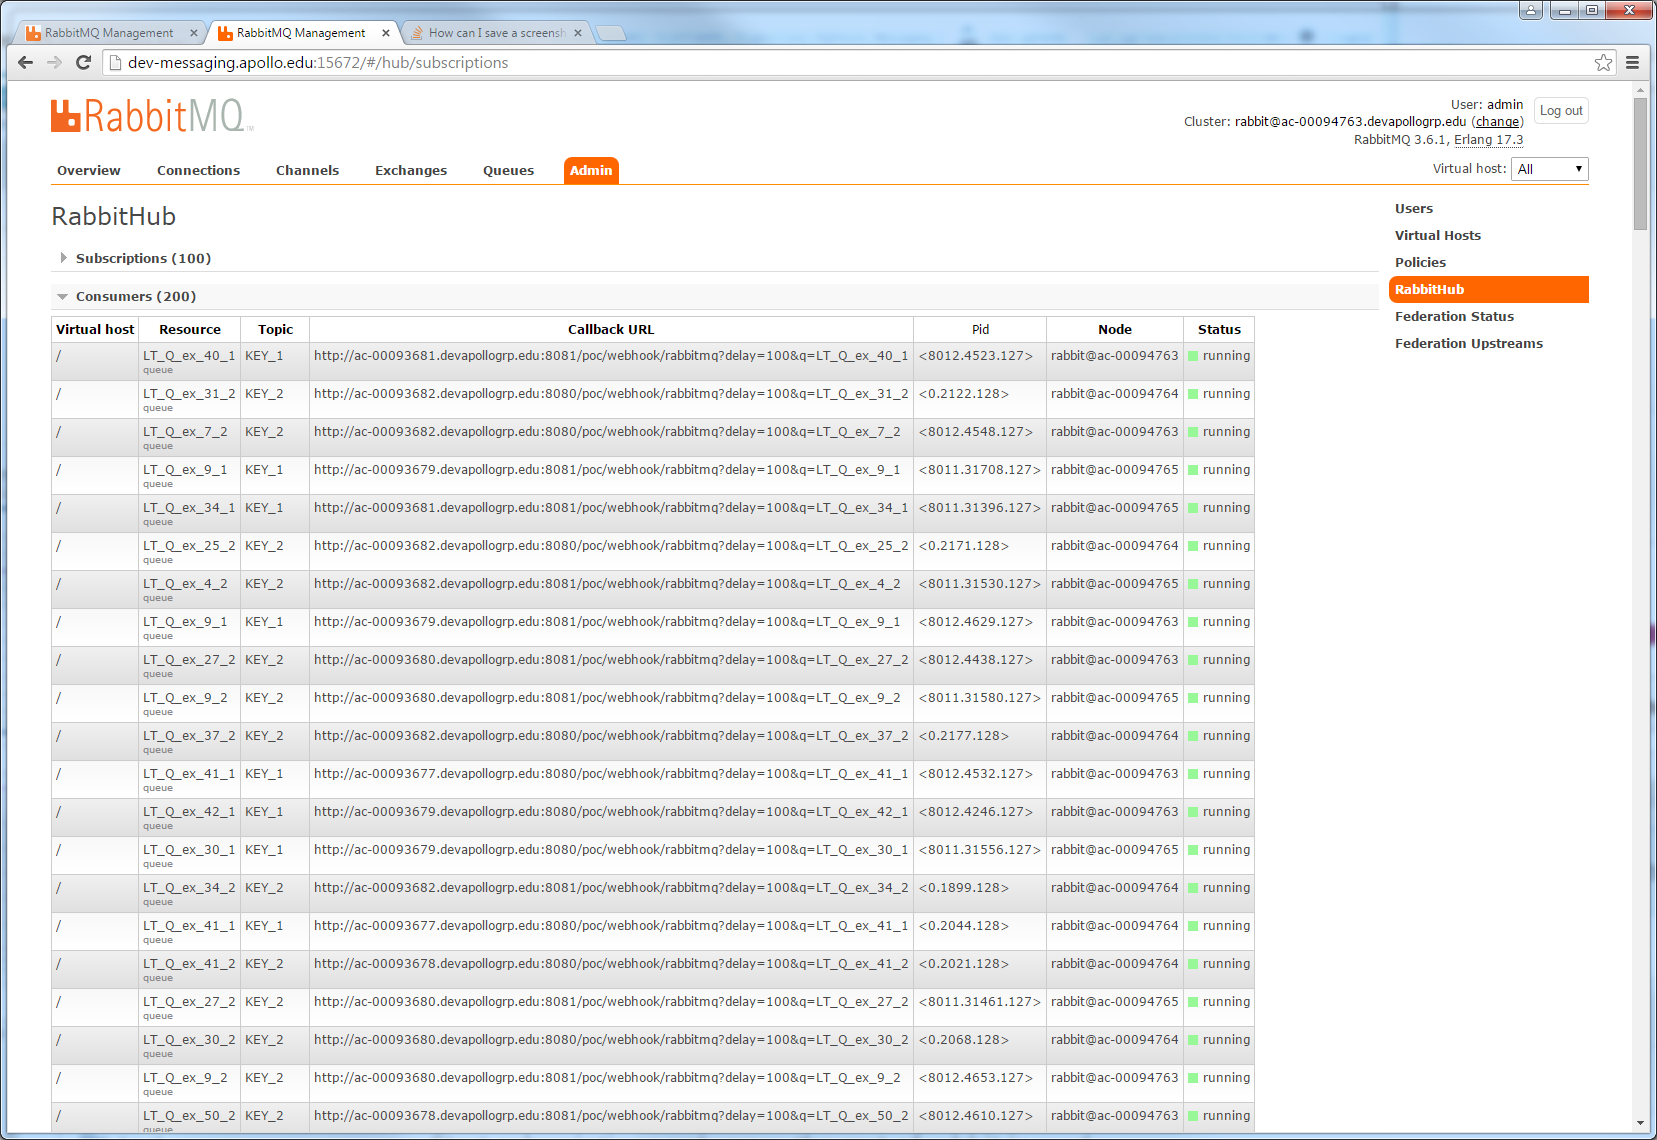 RabbitMQ Management
RabbitMQ Management
How can I save a screensh
dev-messaging.apollo.edu:15672/#/hub/subscriptions
RabbitMQ TM
User: admin
Log out
Cluster: rabbit@ac-00094763.devapollogrp.edu (change)
RabbitMQ 3.6.1, Erlang 17.3
Overview Connections Channels Exchanges Queues Admin
Virtual host: All
RabbitHub
Subscriptions (100)
Consumers (200)
Users
Virtual Hosts
Policies
RabbitHub
Federation Status
Federation Upstreams
Virtual host Resource Topic Callback URL Pid Node Status
/ LT_Q_ex_40_1 KEY_1 http://ac-00093681.devapollogrp.edu:8081/poc/webhook/rabbitmq?delay=100&q=LT_Q_ex_40_1 <8012.4523.127> rabbit@ac-00094763 running
queue
/ LT_Q_ex_31_2 KEY_2 http://ac-00093682.devapollogrp.edu:8080/poc/webhook/rabbitmq?delay=100&q=LT_Q_ex_31_2 <0.2122.128> rabbit@ac-00094764 running
queue
/ LT_Q_ex_7_2 KEY_2 http://ac-00093682.devapollogrp.edu:8080/poc/webhook/rabbitmq?delay=100&q=LT_Q_ex_7_2 <8012.4548.127> rabbit@ac-00094763 running
queue
/ LT_Q_ex_9_1 KEY_1 http://ac-00093679.devapollogrp.edu:8081/poc/webhook/rabbitmq?delay=100&q=LT_Q_ex_9_1 <8011.31708.127> rabbit@ac-00094765 running
queue
/ LT_Q_ex_34_1 KEY_1 http://ac-00093681.devapollogrp.edu:8081/poc/webhook/rabbitmq?delay=100&q=LT_Q_ex_34_1 <8011.31396.127> rabbit@ac-00094765 running
queue
/ LT_Q_ex_25_2 KEY_2 http://ac-00093682.devapollogrp.edu:8080/poc/webhook/rabbitmq?delay=100&q=LT_Q_ex_25_2 <0.2171.128> rabbit@ac-00094764 running
queue
/ LT_Q_ex_4_2 KEY_2 http://ac-00093682.devapollogrp.edu:8081/poc/webhook/rabbitmq?delay=100&q=LT_Q_ex_4_2 <8011.31530.127> rabbit@ac-00094765 running
queue
/ LT_Q_ex_9_1 KEY_1 http://ac-00093679.devapollogrp.edu:8081/poc/webhook/rabbitmq?delay=100&q=LT_Q_ex_9_1 <8012.4629.127> rabbit@ac-00094763 running
queue
/ LT_Q_ex_27_2 KEY_2 http://ac-00093680.devapollogrp.edu:8081/poc/webhook/rabbitmq?delay=100&q=LT_Q_ex_27_2 <8012.4438.127> rabbit@ac-00094763 running
queue
/ LT_Q_ex_9_2 KEY_2 http://ac-00093680.devapollogrp.edu:8081/poc/webhook/rabbitmq?delay=100&q=LT_Q_ex_9_2 <8011.31580.127> rabbit@ac-00094765 running
queue
/ LT_Q_ex_37_2 KEY_2 http://ac-00093682.devapollogrp.edu:8080/poc/webhook/rabbitmq?delay=100&q=LT_Q_ex_37_2 <0.2177.128> rabbit@ac-00094764 running
queue
/ LT_Q_ex_41_1 KEY_1 http://ac-00093677.devapollogrp.edu:8080/poc/webhook/rabbitmq?delay=100&q=LT_Q_ex_41_1 <8012.4532.127> rabbit@ac-00094763 running
queue
/ LT_Q_ex_42_1 KEY_1 http://ac-00093679.devapollogrp.edu:8080/poc/webhook/rabbitmq?delay=100&q=LT_Q_ex_42_1 <8012.4246.127> rabbit@ac-00094763 running
queue
/ LT_Q_ex_30_1 KEY_1 http://ac-00093679.devapollogrp.edu:8080/poc/webhook/rabbitmq?delay=100&q=LT_Q_ex_30_1 <8011.31556.127> rabbit@ac-00094765 running
queue
/ LT_Q_ex_34_2 KEY_2 http://ac-00093682.devapollogrp.edu:8081/poc/webhook/rabbitmq?delay=100&q=LT_Q_ex_34_2 <0.1899.128> rabbit@ac-00094764 running
queue
/ LT_Q_ex_41_1 KEY_1 http://ac-00093677.devapollogrp.edu:8080/poc/webhook/rabbitmq?delay=100&q=LT_Q_ex_41_1 <0.2044.128> rabbit@ac-00094764 running
queue
/ LT_Q_ex_41_2 KEY_2 http://ac-00093678.devapollogrp.edu:8080/poc/webhook/rabbitmq?delay=100&q=LT_Q_ex_41_2 <0.2021.128> rabbit@ac-00094764 running
queue
/ LT_Q_ex_27_2 KEY_2 http://ac-00093680.devapollogrp.edu:8081/poc/webhook/rabbitmq?delay=100&q=LT_Q_ex_27_2 <8011.31461.127> rabbit@ac-00094765 running
queue
/ LT_Q_ex_30_2 KEY_2 http://ac-00093680.devapollogrp.edu:8080/poc/webhook/rabbitmq?delay=100&q=LT_Q_ex_30_2 <0.2068.128> rabbit@ac-00094764 running
queue
/ LT_Q_ex_9_2 KEY_2 http://ac-00093680.devapollogrp.edu:8081/poc/webhook/rabbitmq?delay=100&q=LT_Q_ex_9_2 <8012.4653.127> rabbit@ac-00094763 running
queue
/ LT_Q_ex_50_2 KEY_2 http://ac-00093678.devapollogrp.edu:8081/poc/webhook/rabbitmq?delay=100&q=LT_Q_ex_50_2 <8012.4610.127> rabbit@ac-00094763 running
queue